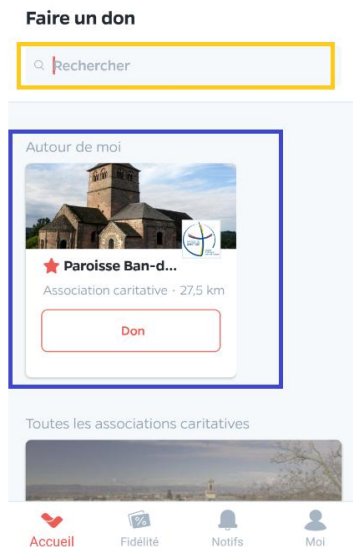 Faire un don
Rechercher
Autour de moi
Paroisse Ban-d...
Association caritative · 27,5 km
Don
Toutes les associations caritatives
Accueil Fidélité Notifs Moi